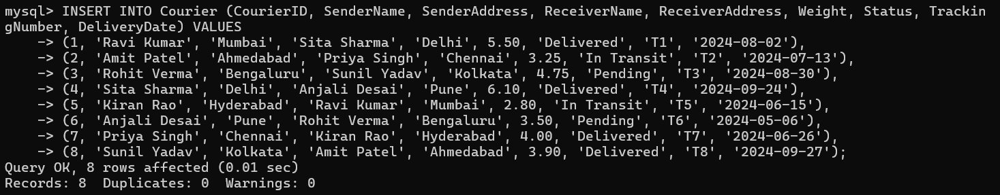 mysql> INSERT INTO Courier (CourierID, SenderName, SenderAddress, ReceiverName, ReceiverAddress, Weight, Status, Trackin
gNumber, DeliveryDate) VALUES
    -> (1, 'Ravi Kumar', 'Mumbai', 'Sita Sharma', 'Delhi', 5.50, 'Delivered', 'T1', '2024-08-02'),
    -> (2, 'Amit Patel', 'Ahmedabad', 'Priya Singh', 'Chennai', 3.25, 'In Transit', 'T2', '2024-07-13'),
    -> (3, 'Rohit Verma', 'Bengaluru', 'Sunil Yadav', 'Kolkata', 4.75, 'Pending', 'T3', '2024-08-30'),
    -> (4, 'Sita Sharma', 'Delhi', 'Anjali Desai', 'Pune', 6.10, 'Delivered', 'T4', '2024-09-24'),
    -> (5, 'Kiran Rao', 'Hyderabad', 'Ravi Kumar', 'Mumbai', 2.80, 'In Transit', 'T5', '2024-06-15'),
    -> (6, 'Anjali Desai', 'Pune', 'Rohit Verma', 'Bengaluru', 3.50, 'Pending', 'T6', '2024-05-06'),
    -> (7, 'Priya Singh', 'Chennai', 'Kiran Rao', 'Hyderabad', 4.00, 'Delivered', 'T7', '2024-06-26'),
    -> (8, 'Sunil Yadav', 'Kolkata', 'Amit Patel', 'Ahmedabad', 3.90, 'Delivered', 'T8', '2024-09-27');
Query OK, 8 rows affected (0.01 sec)
Records: 8  Duplicates: 0  Warnings: 0